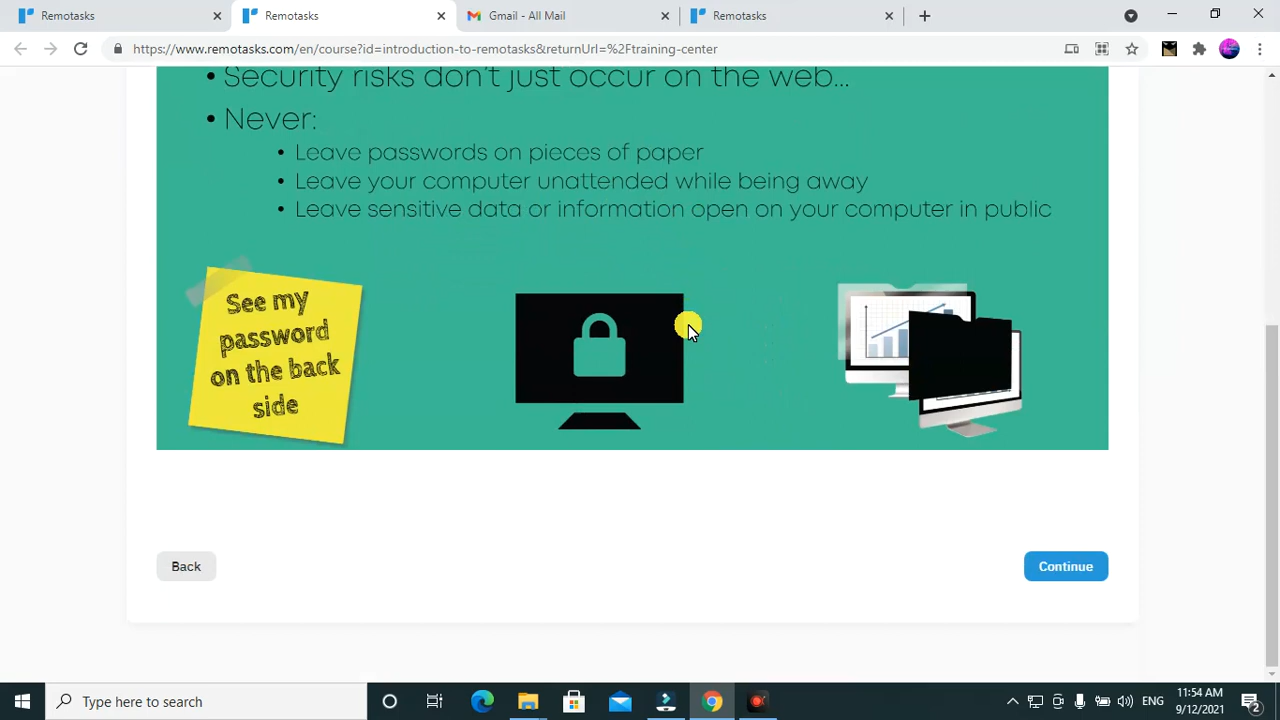 Remotasks
Remotasks
Gmail - All Mail
Remotasks
https://www.remotasks.com/en/course?id=introduction-to-remotasks&returnUrl=%2Ftraining-center
• Security risks don't just occur on the web...
• Never:
• Leave passwords on pieces of paper
• Leave your computer unattended while being away
• Leave sensitive data or information open on your computer in public
See my
password
on the back
side
Back
Continue
Type here to search
ENG
11:54 AM
9/12/2021
2